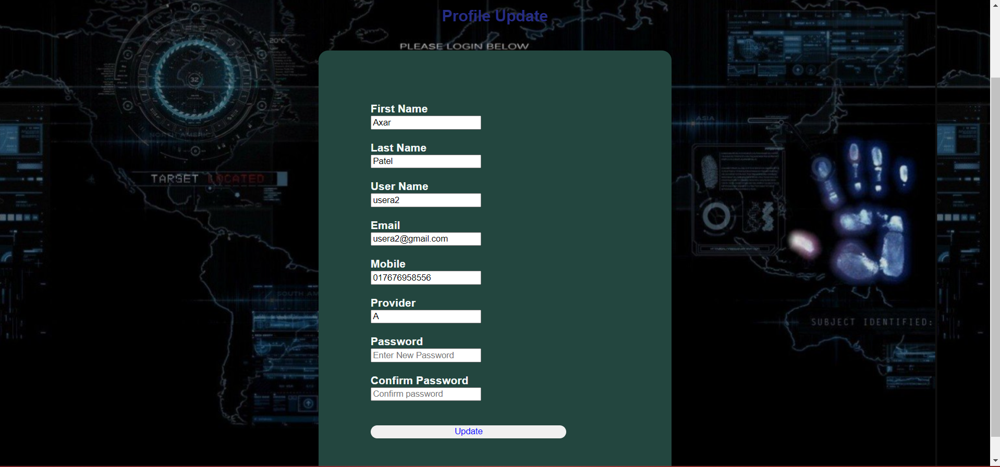 Profile Update
20°C
PLEASE LOGIN BELOW
32
NORTH AMERICA
ASIA
TARGET LOCATED
First Name
Axar
Last Name
Patel
User Name
usera2
Email
usera2@gmail.com
Mobile
017676958556
Provider
A
SOUTH AM
SUBJECT IDENTIFIED:
Password
Enter New Password
Confirm Password
Confirm password
Update